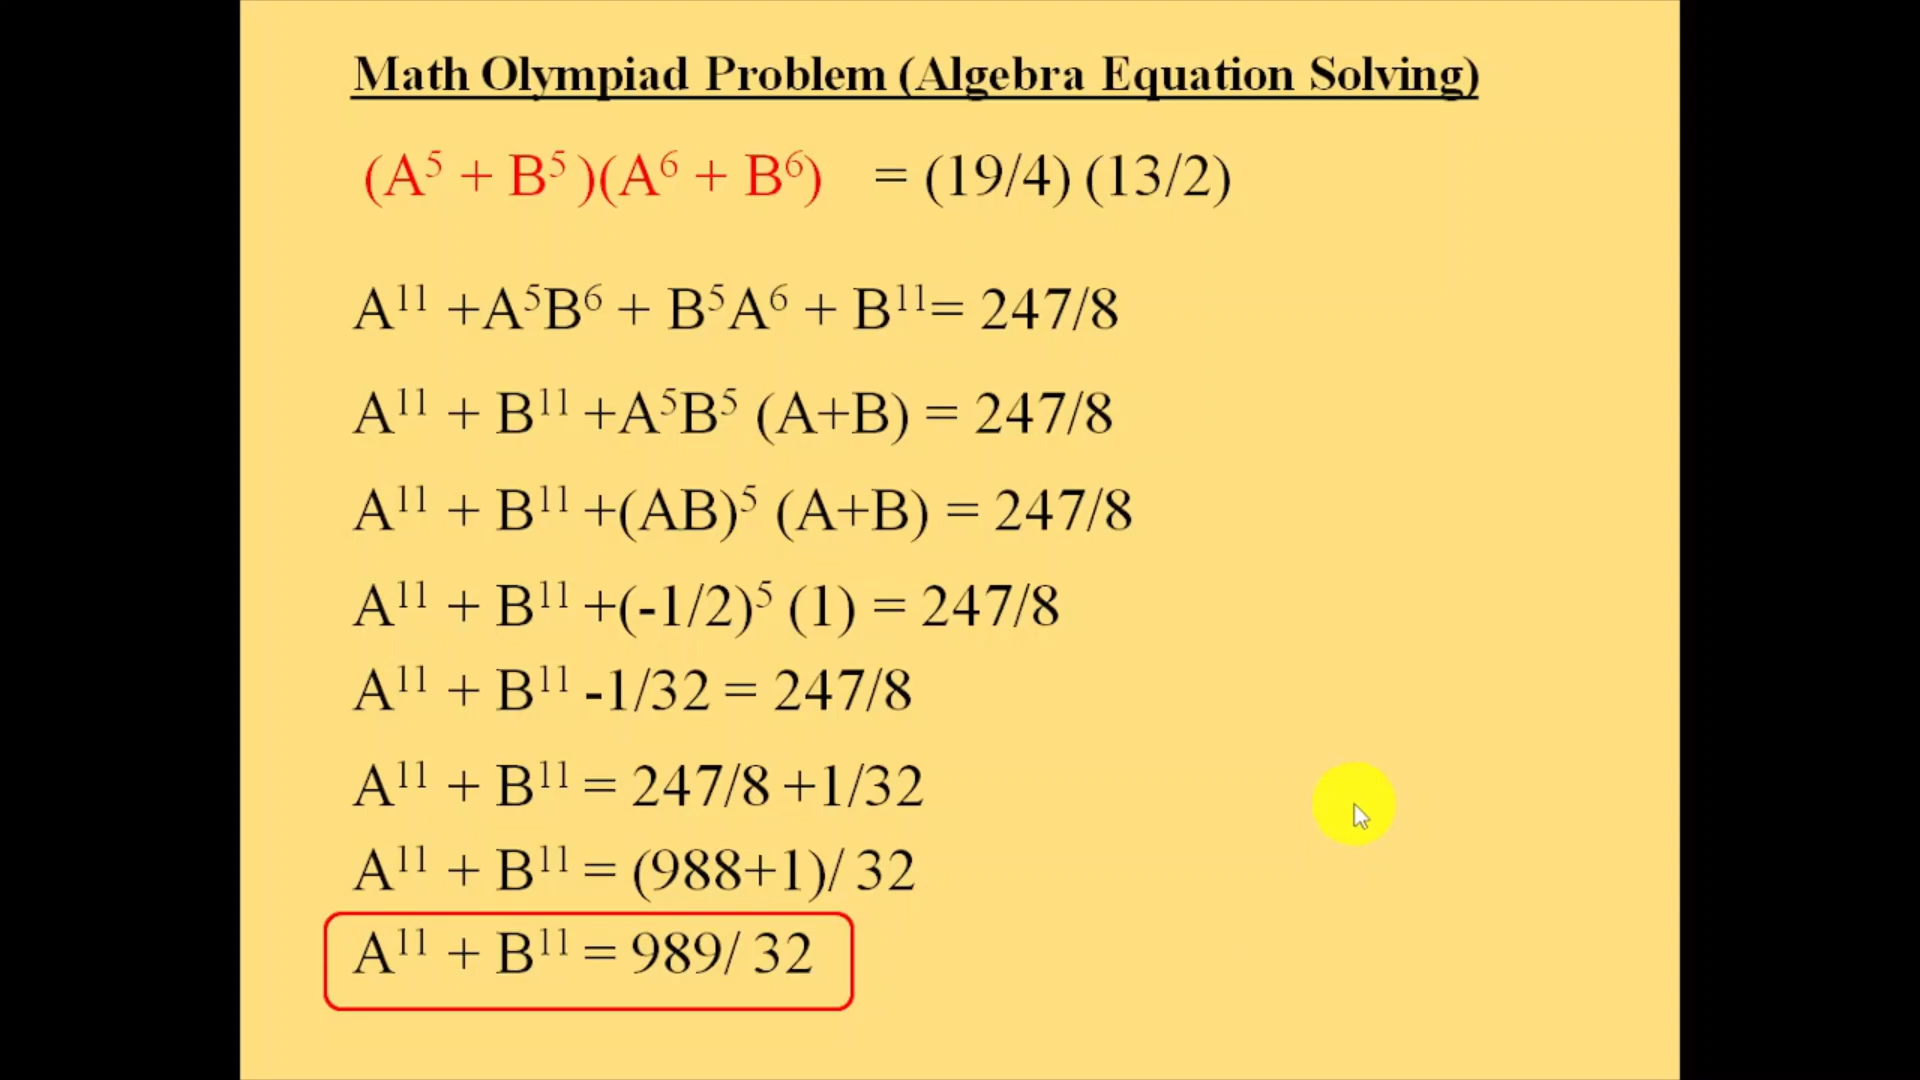 Math Olympiad Problem (Algebra Equation Solving)
(A⁵ + B⁵ )(A⁶ + B⁶) = (19/4) (13/2)
A¹¹ +A⁵B⁶ + B⁵A⁶ + B¹¹= 247/8
A¹¹ + B¹¹ +A⁵B⁵ (A+B) = 247/8
A¹¹ + B¹¹ +(AB)⁵ (A+B) = 247/8
A¹¹ + B¹¹ +(-1/2)⁵ (1) = 247/8
A¹¹ + B¹¹ -1/32 = 247/8
A¹¹ + B¹¹ = 247/8 +1/32
A¹¹ + B¹¹ = (988+1)/ 32
A¹¹ + B¹¹ = 989/ 32